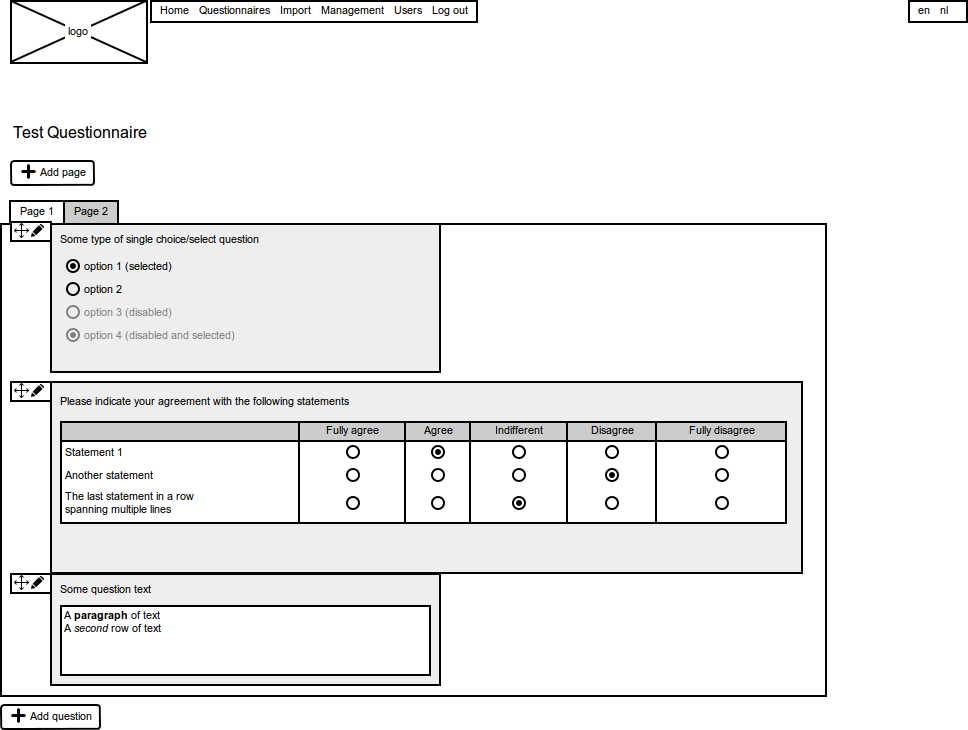 logo
Home Questionnaires Import Management Users Log out
en nl
Test Questionnaire
Add page
Page 1 Page 2
Some type of single choice/select question
option 1 (selected)
option 2
option 3 (disabled)
option 4 (disabled and selected)
Please indicate your agreement with the following statements
Fully agree Agree Indifferent Disagree Fully disagree
Statement 1
Another statement
The last statement in a row
spanning multiple lines
Some question text
A paragraph of text
A second row of text
Add question